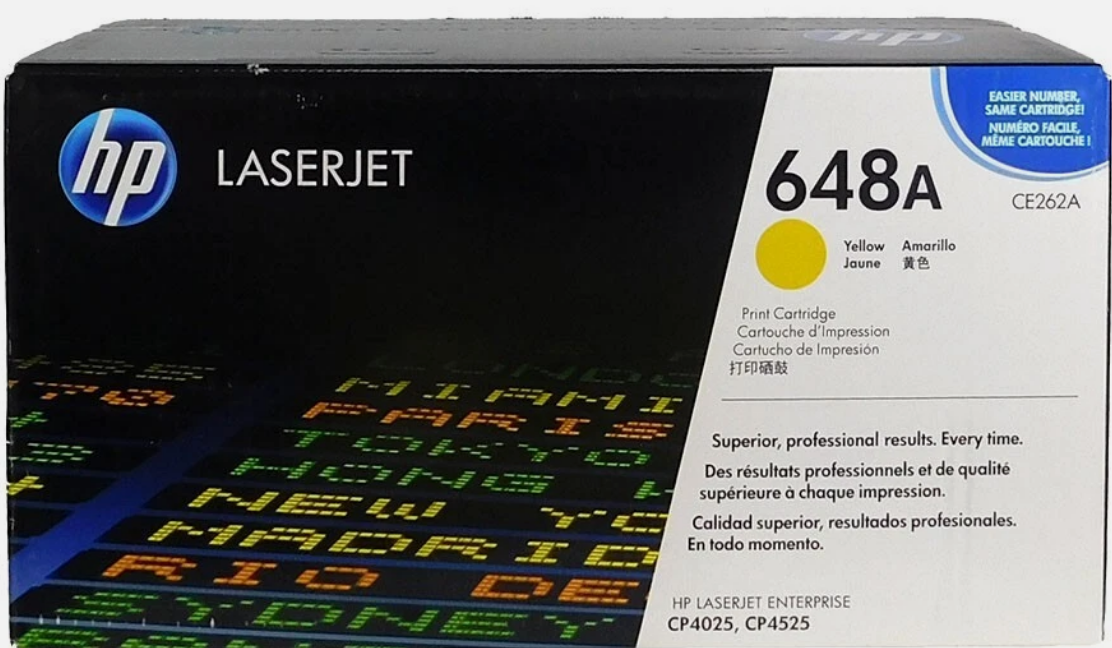 hp
hp
LASERJET
EASIER NUMBER,
SAME CARTRIDGE!
NUMÉRO FACILE,
MÊME CARTOUCHE !
648A
CE262A
Yellow Amarillo
Jaune 黄色
Print Cartridge
Cartouche d'Impression
Cartucho de Impresión
打印硒鼓
Superior, professional results. Every time.
Des résultats professionnels et de qualité
supérieure à chaque impression.
Calidad superior, resultados profesionales.
En todo momento.
HP LASERJET ENTERPRISE
CP4025, CP4525
MIAMI
PARIS
TOKYO
HONG
NEW YO
MADRID
RIO DE
SYDNEY